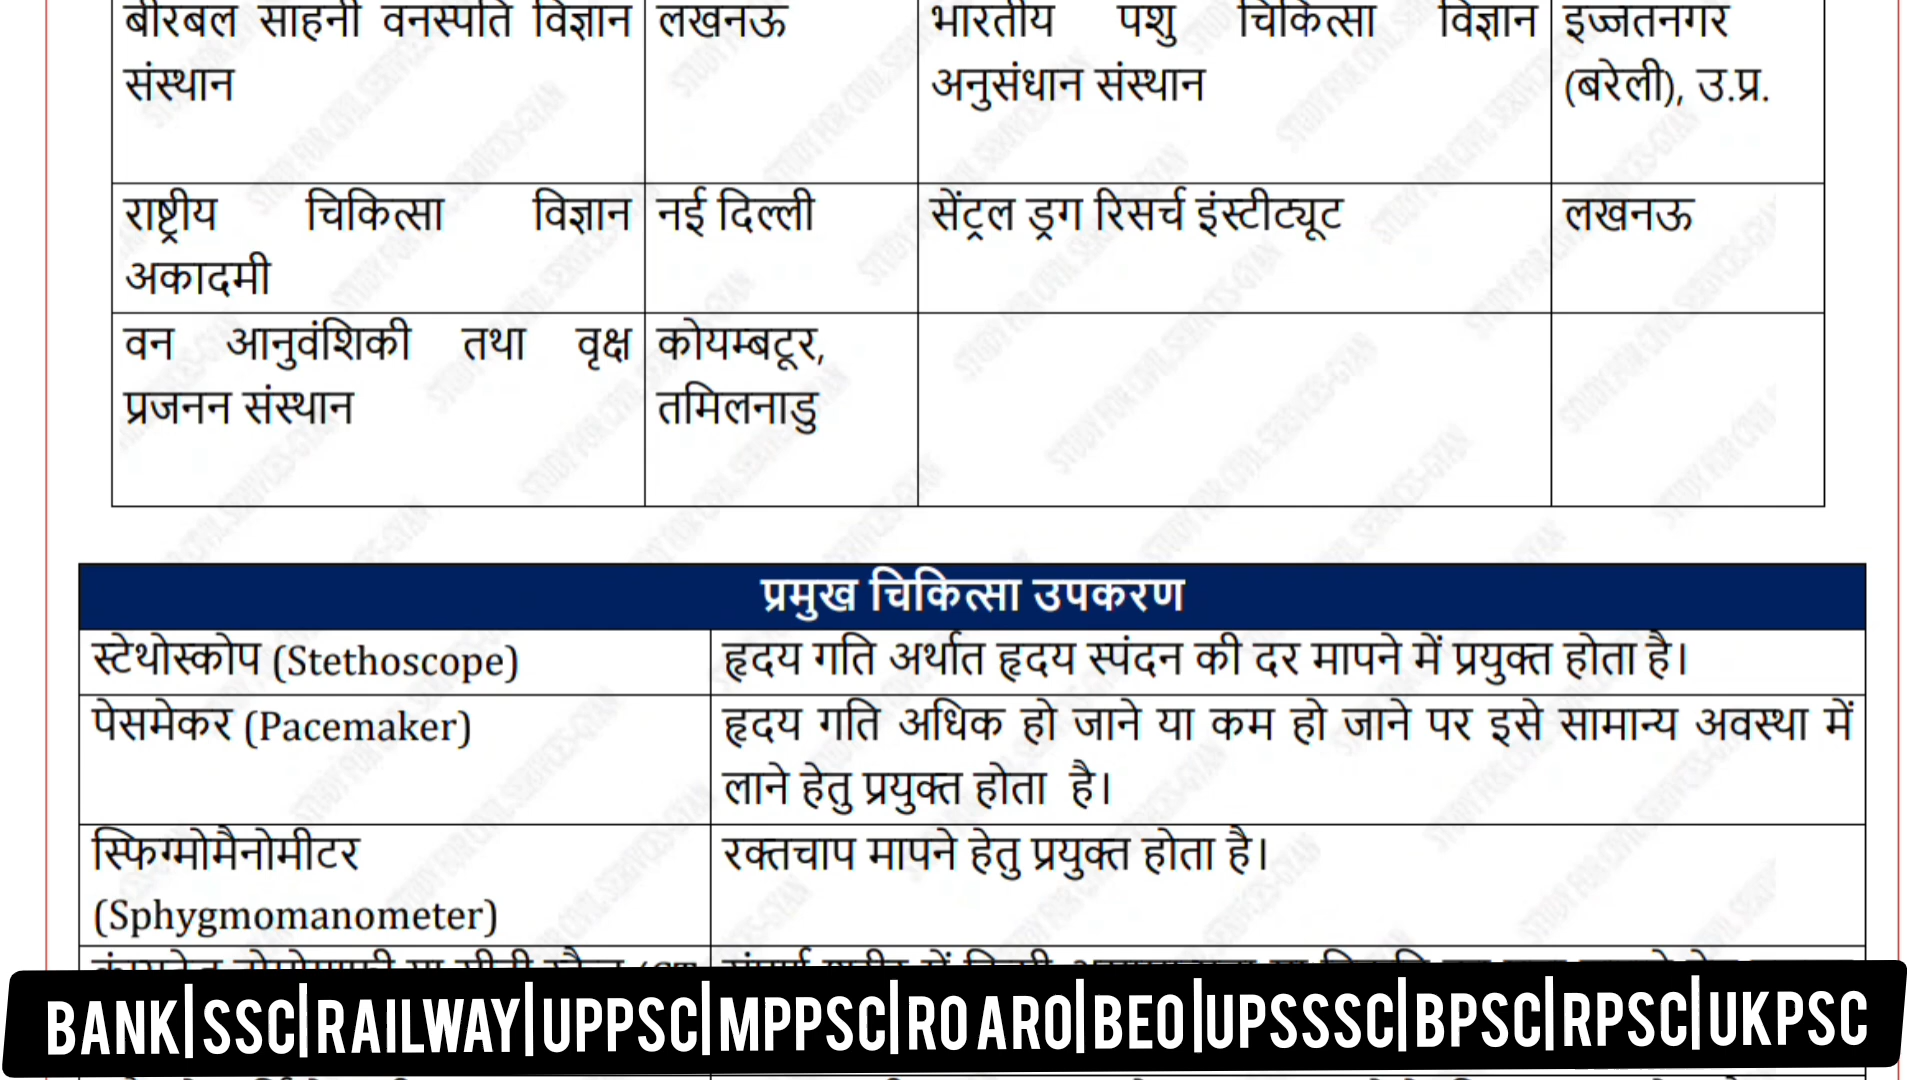 बीरबल साहनी वनस्पति विज्ञान संस्थान
लखनऊ
भारतीय पशु चिकित्सा विज्ञान अनुसंधान संस्थान
इज्जतनगर (बरेली), उ.प्र.
राष्ट्रीय चिकित्सा विज्ञान अकादमी
नई दिल्ली
सेंट्रल ड्रग रिसर्च इंस्टीट्यूट
लखनऊ
वन आनुवंशिकी तथा वृक्ष प्रजनन संस्थान
कोयम्बटूर, तमिलनाडु
प्रमुख चिकित्सा उपकरण
स्टेथोस्कोप (Stethoscope)
हृदय गति अर्थात हृदय स्पंदन की दर मापने में प्रयुक्त होता है।
पेसमेकर (Pacemaker)
हृदय गति अधिक हो जाने या कम हो जाने पर इसे सामान्य अवस्था में
लाने हेतु प्रयुक्त होता है।
स्फिग्मोमैनोमीटर
(Sphygmomanometer)
रक्तचाप मापने हेतु प्रयुक्त होता है।
BANK|SSC|RAILWAY|UPPSC|MPPSC|RO ARO|BEO|UPSSSC|BPSC|RPSC|UKPSC